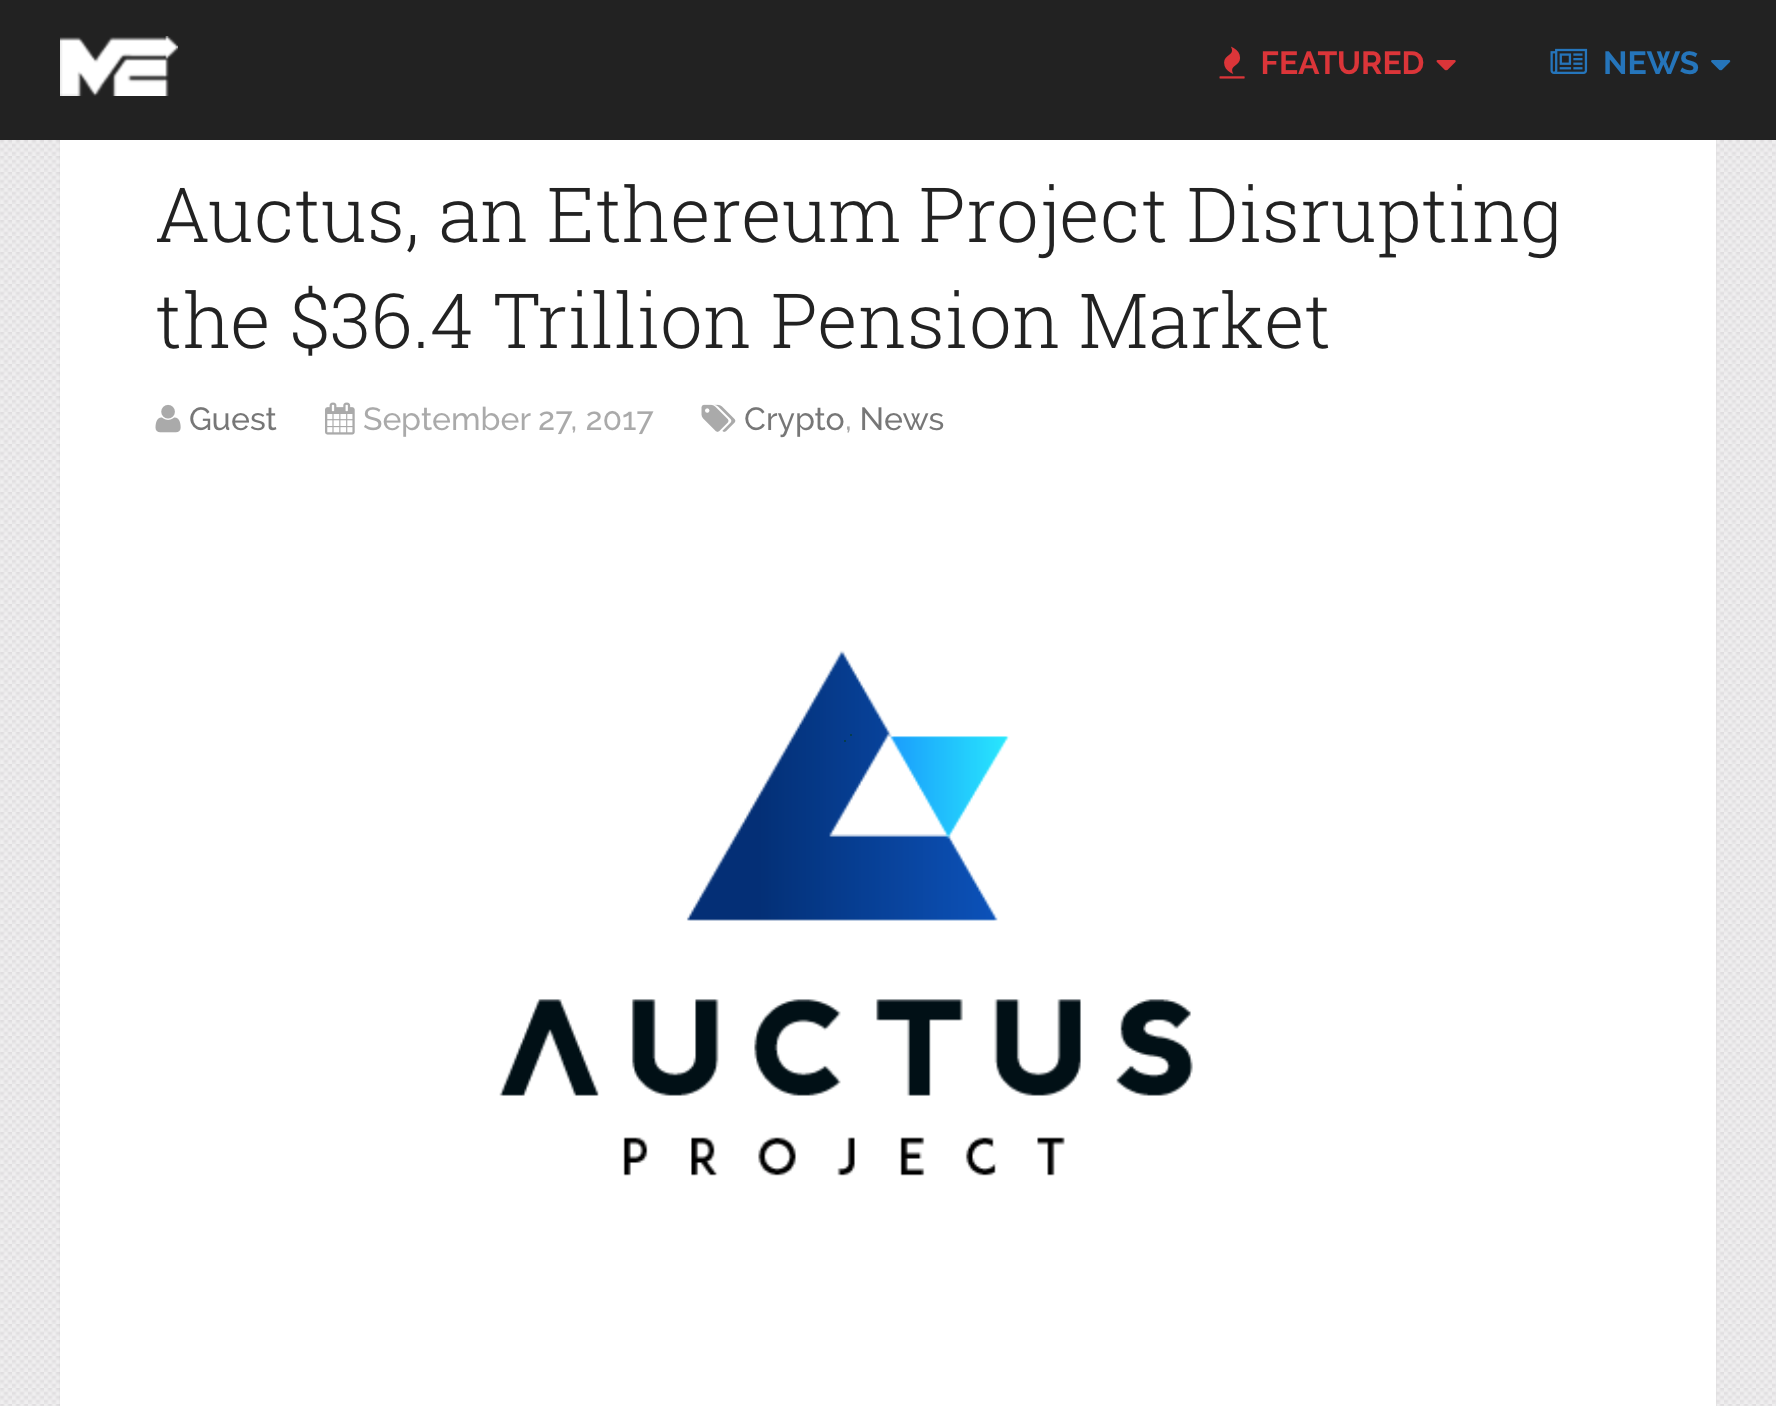 ME
FEATURED
NEWS
Auctus, an Ethereum Project Disrupting
the $36.4 Trillion Pension Market
Guest September 27, 2017 Crypto, News
AUCTUS
PROJECT